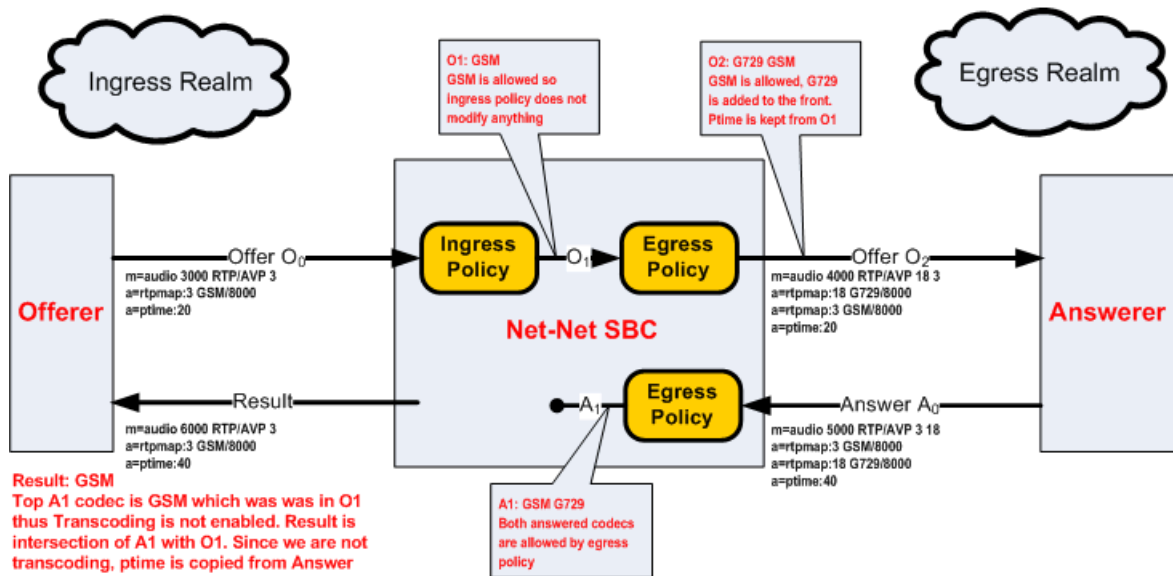 Ingress Realm
Egress Realm
O1: GSM
GSM is allowed so
ingress policy does not
modify anything
O2: G729 GSM
GSM is allowed, G729
is added to the front.
Ptime is kept from O1
Offerer
Offer O0
m=audio 3000 RTP/AVP 3
a=rtpmap:3 GSM/8000
a=ptime:20
Ingress
Policy
O1
Egress
Policy
Offer O2
m=audio 4000 RTP/AVP 18 3
a=rtpmap:18 G729/8000
a=rtpmap:3 GSM/8000
a=ptime:20
Answerer
Net-Net SBC
Result
m=audio 6000 RTP/AVP 3
a=rtpmap:3 GSM/8000
a=ptime:40
A1
Egress
Policy
Answer A0
m=audio 5000 RTP/AVP 3 18
a=rtpmap:3 GSM/8000
a=rtpmap:18 G729/8000
a=ptime:40
Result: GSM
Top A1 codec is GSM which was was in O1
thus Transcoding is not enabled. Result is
intersection of A1 with O1. Since we are not
transcoding, ptime is copied from Answer
A1: GSM G729
Both answered codecs
are allowed by egress
policy